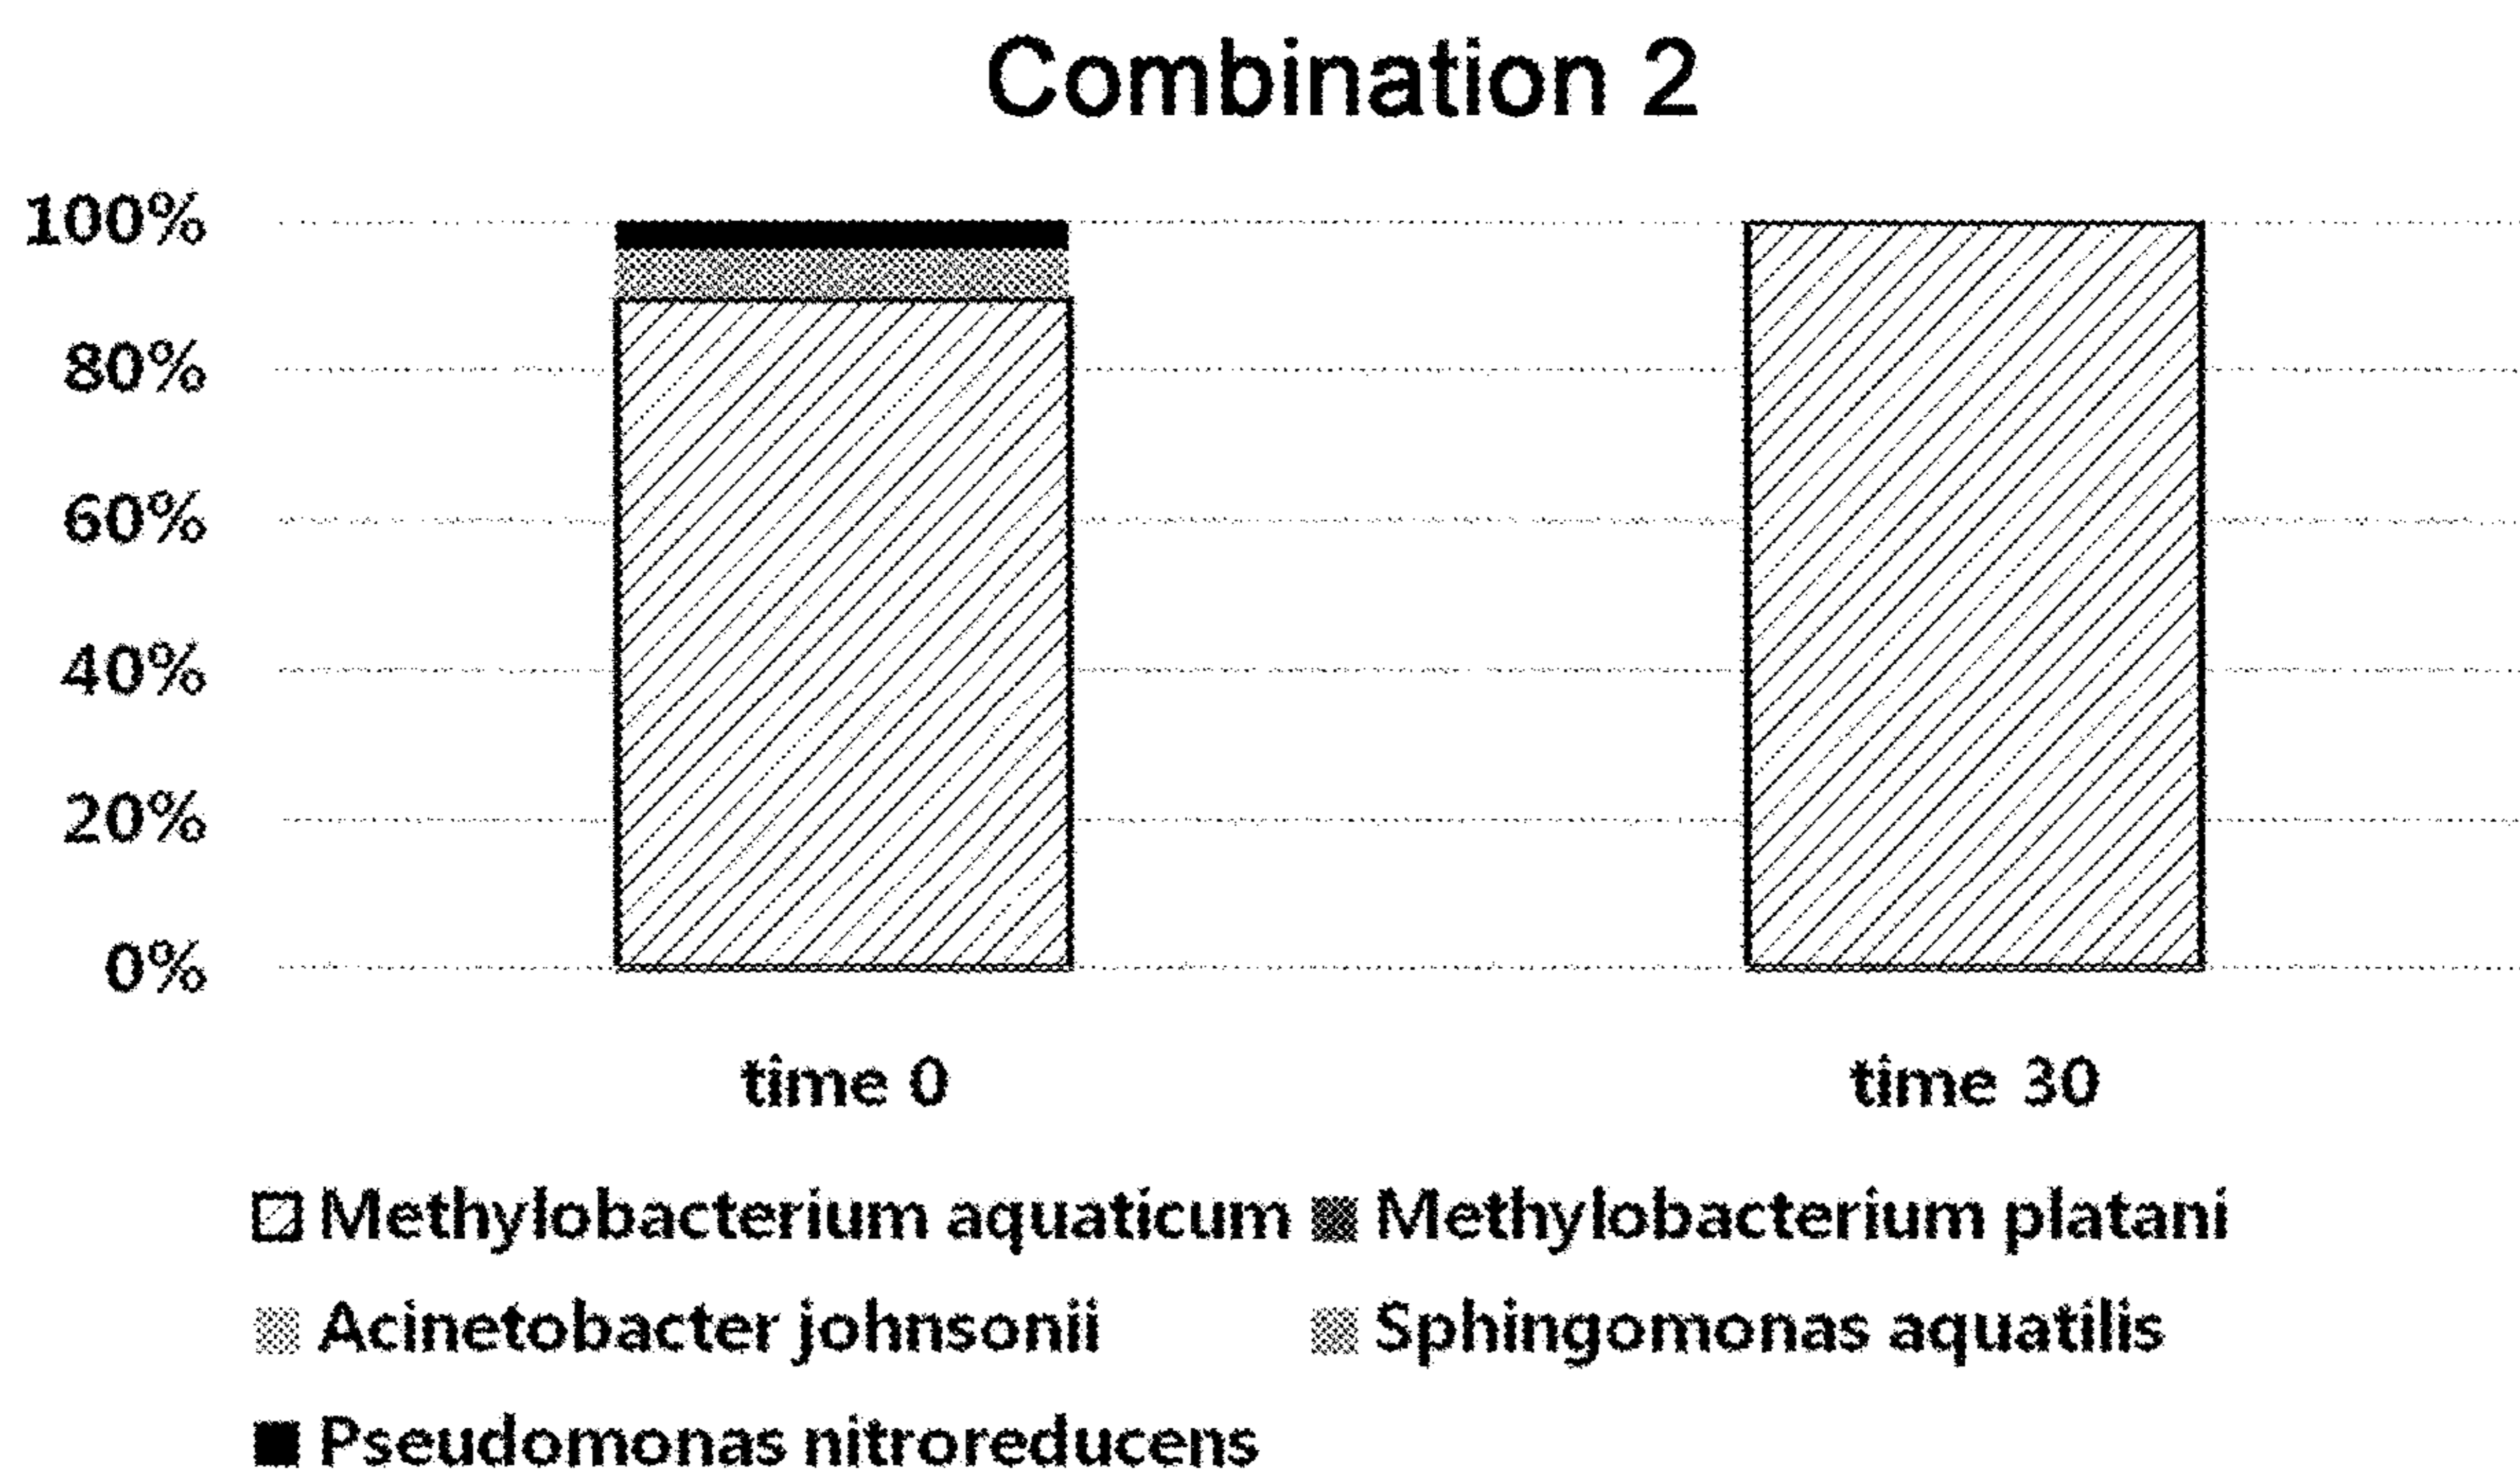 Combination 2
100%
80%
60%
40%
20%
0%
time 0 time 30
Methylobacterium aquaticum Methylobacterium platani
Acinetobacter johnsonii Sphingomonas aquatilis
Pseudomonas nitroreducens